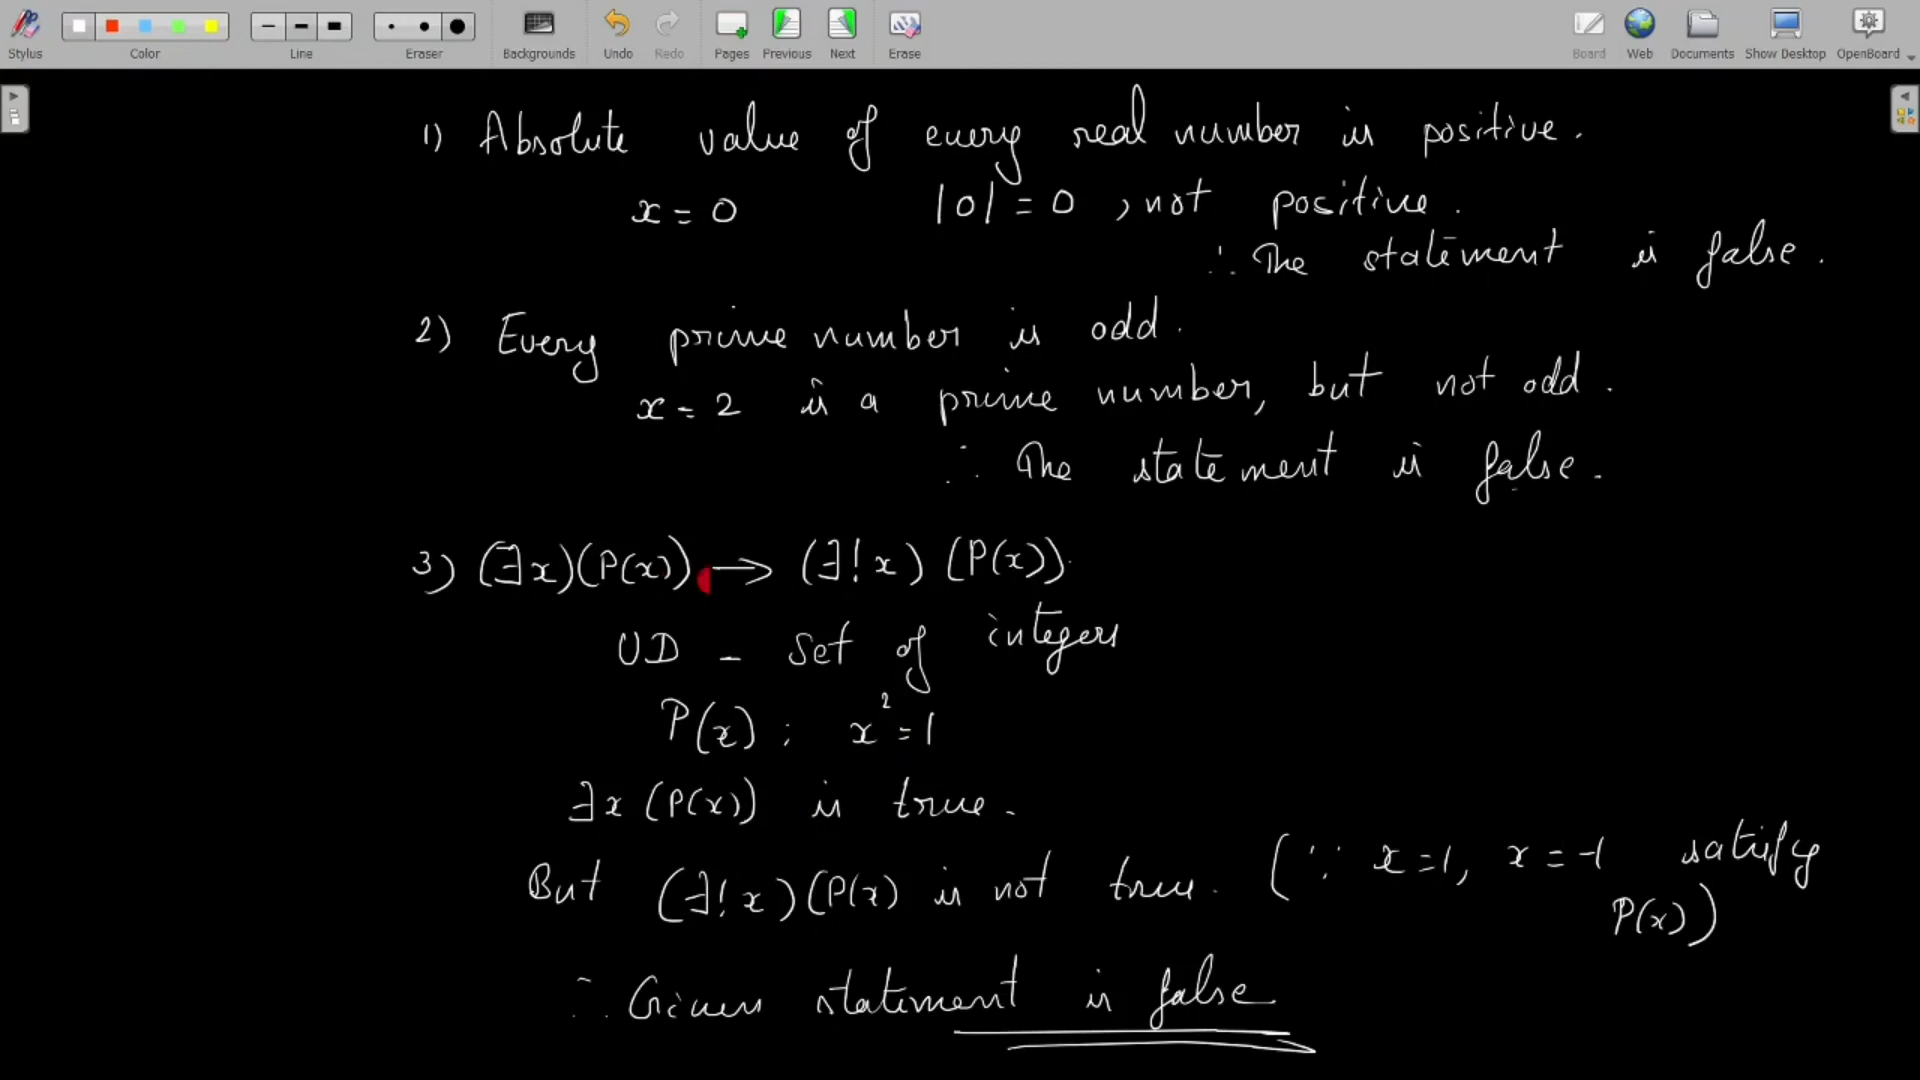 Stylus Color Line Eraser Backgrounds Undo Redo Pages Previous Next Erase Board Web Documents Show Desktop OpenBoard
1) Absolute value of every real number is positive.
x = 0 |0| = 0 , not positive.
∴ The statement is false.
2) Every prime number is odd.
x = 2 is a prime number, but not odd.
∴ The statement is false.
3) (∃x)(P(x)) → (∃!x) (P(x)).
UD - Set of integers
P(x) : x² = 1
∃x (P(x)) is true.
But (∃!x)(P(x) is not true. (∵ x = 1, x = -1 satisfy
P(x))
∴ Given statement is false